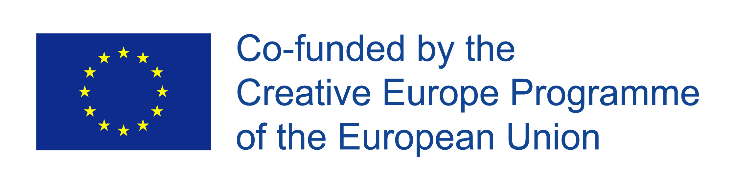 Co-funded by the
Creative Europe Programme
of the European Union